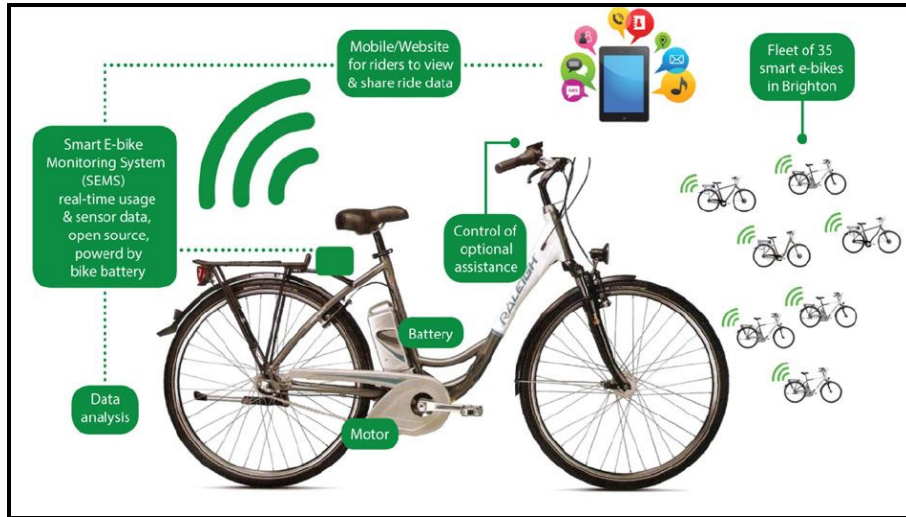 Mobile/Website
for riders to view
& share ride data
Fleet of 35
smart e-bikes
in Brighton
Smart E-bike
Monitoring System
(SEMS)
real-time usage
& sensor data,
open source,
powerd by
bike battery
Control of
optional
assistance
RALEIGH
Battery
Data
analysis
Motor
SMS